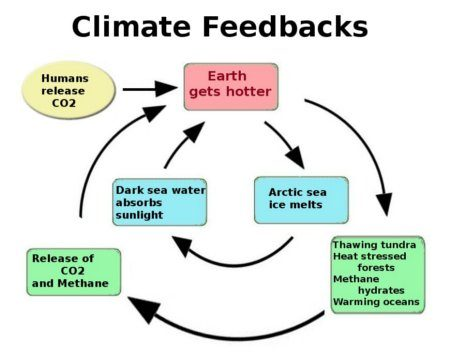 Climate Feedbacks
Humans
release
CO2
Earth
gets hotter
Dark sea water
absorbs
sunlight
Arctic sea
ice melts
Release of
CO2
and Methane
Thawing tundra
Heat stressed
forests
Methane
hydrates
Warming oceans